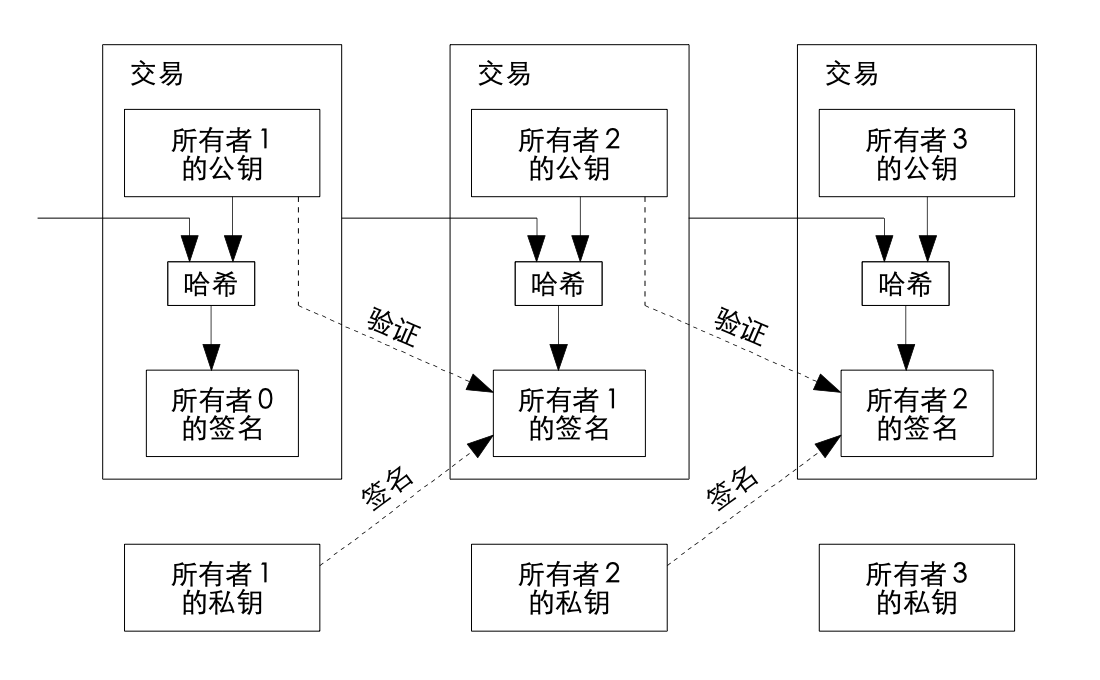 交易
交易
交易
所有者1
的公钥
所有者2
的公钥
所有者3
的公钥
哈希
哈希
哈希
验证
验证
所有者0
的签名
所有者1
的签名
所有者2
的签名
签名
签名
所有者1
的私钥
所有者2
的私钥
所有者3
的私钥